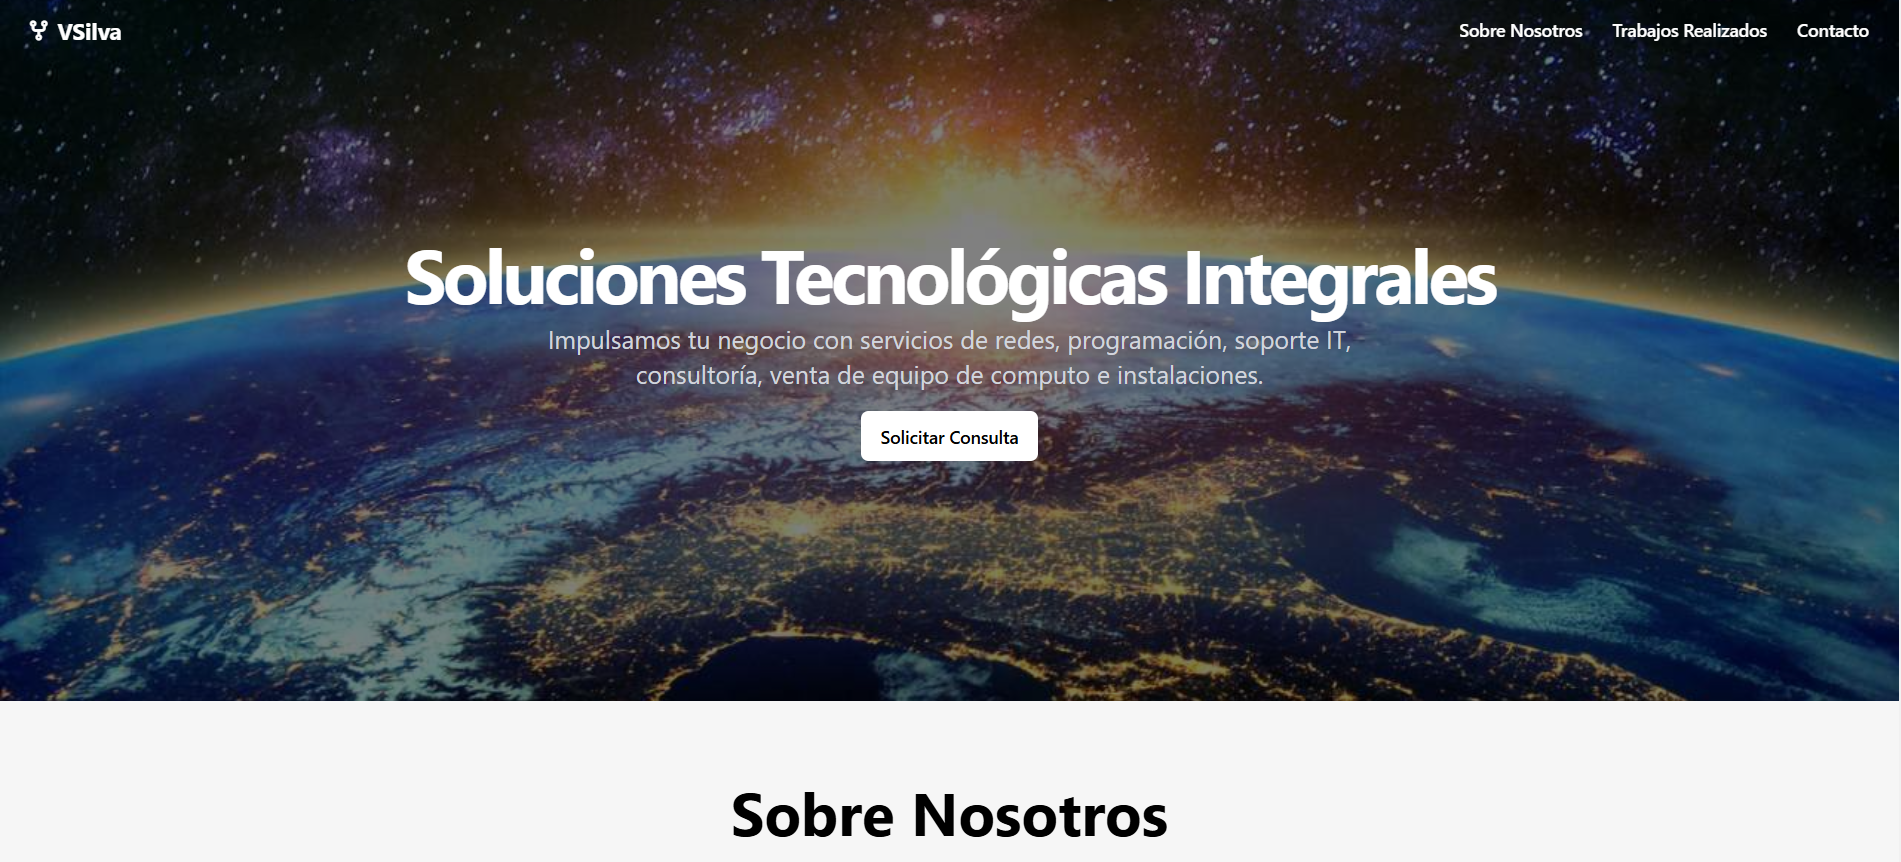 VSilva
Sobre Nosotros
Trabajos Realizados
Contacto
Soluciones Tecnológicas Integrales
Impulsamos tu negocio con servicios de redes, programación, soporte IT,
consultoría, venta de equipo de computo e instalaciones.
Solicitar Consulta
Sobre Nosotros